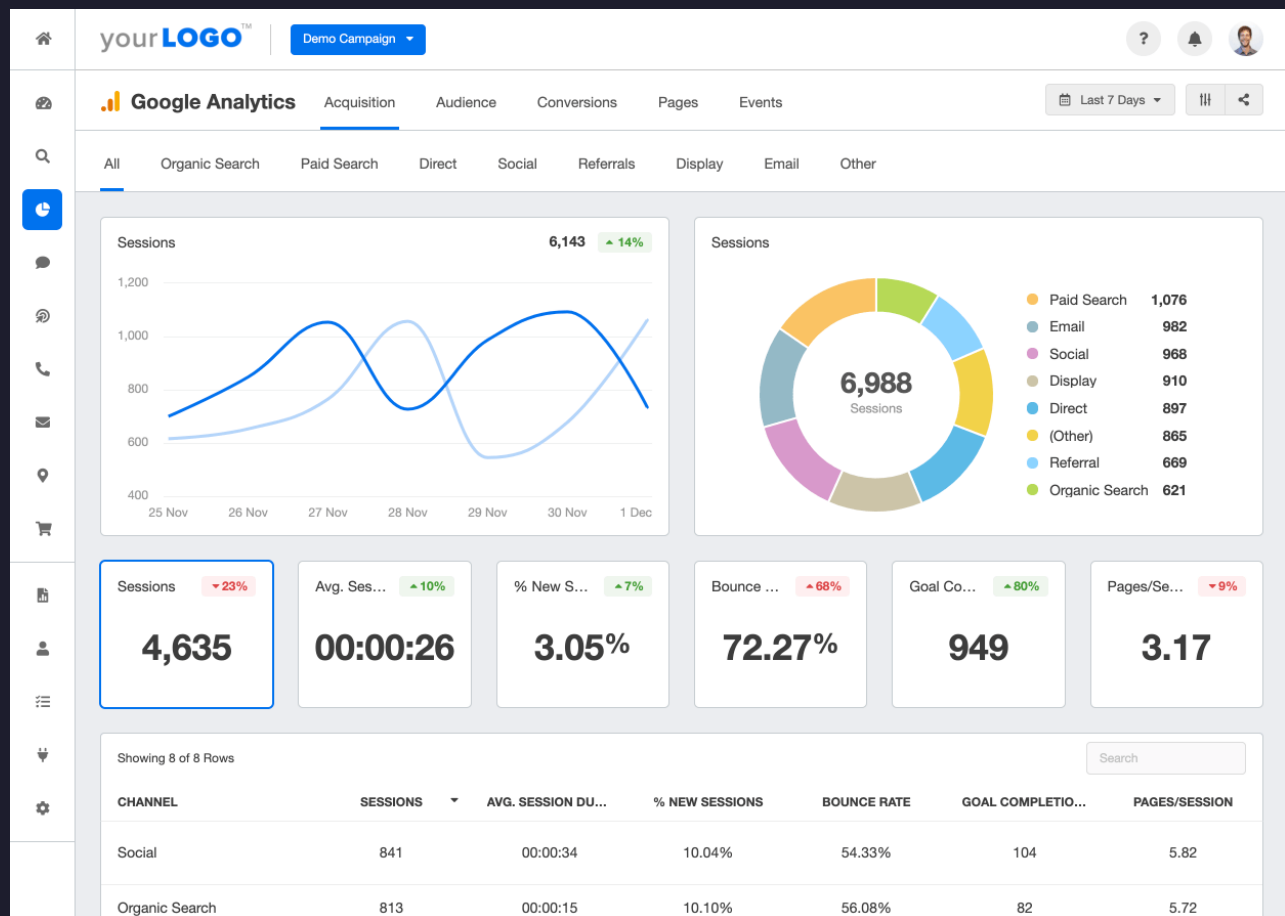 yourLOGO™ Demo Campaign ?
Google Analytics Acquisition Audience Conversions Pages Events Last 7 Days
All Organic Search Paid Search Direct Social Referrals Display Email Other
Sessions 6,143 14%
1,200
1,000
800
600
400
25 Nov 26 Nov 27 Nov 28 Nov 29 Nov 30 Nov 1 Dec
Sessions
6,988
Sessions
Paid Search 1,076
Email 982
Social 968
Display 910
Direct 897
(Other) 865
Referral 669
Organic Search 621
Sessions 23%
4,635
Avg. Ses... 10%
00:00:26
% New S... 7%
3.05%
Bounce ... 68%
72.27%
Goal Co... 80%
949
Pages/Se... 9%
3.17
Showing 8 of 8 Rows Search
CHANNEL SESSIONS AVG. SESSION DU... % NEW SESSIONS BOUNCE RATE GOAL COMPLETIO... PAGES/SESSION
Social 841 00:00:34 10.04% 54.33% 104 5.82
Organic Search 813 00:00:15 10.10% 56.08% 82 5.72